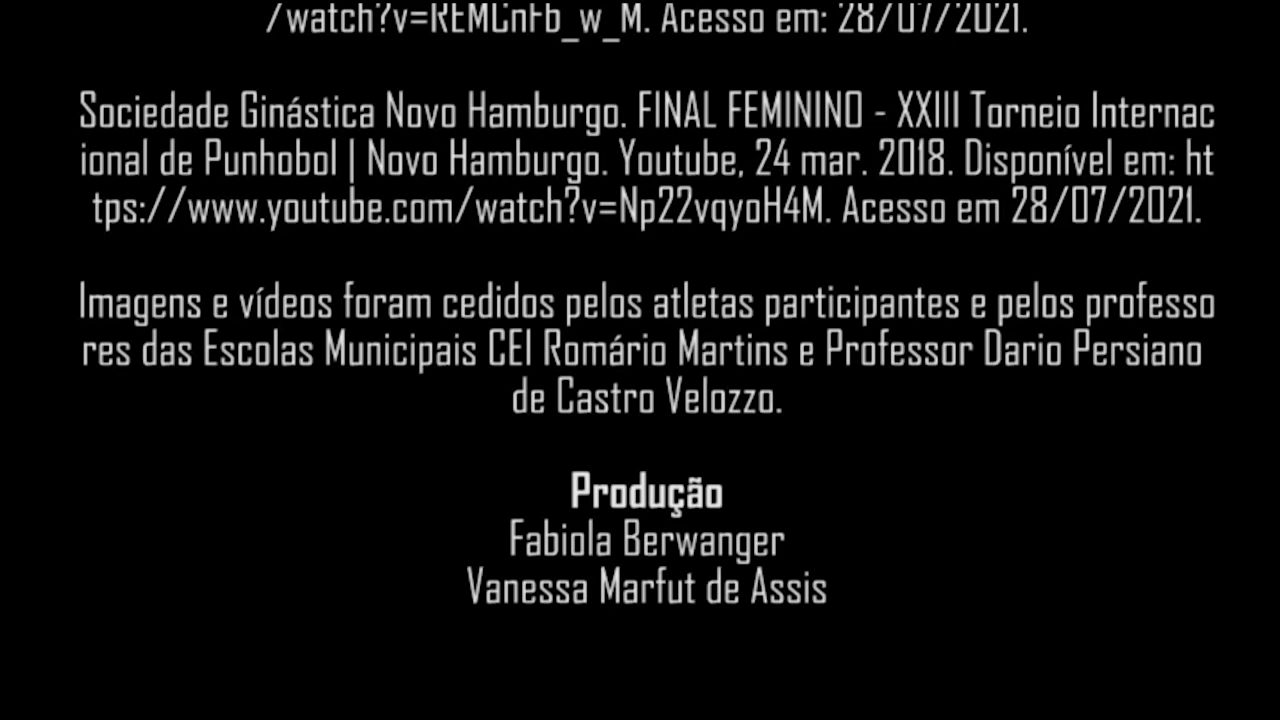 /watch?v=REMGnFb_w_M. Acesso em: 28/07/2021.
Sociedade Ginástica Novo Hamburgo. FINAL FEMININO - XXIII Torneio Internac
ional de Punhobol | Novo Hamburgo. Youtube, 24 mar. 2018. Disponível em: ht
tps://www.youtube.com/watch?v=Np22vqyoH4M. Acesso em 28/07/2021.
Imagens e vídeos foram cedidos pelos atletas participantes e pelos professo
res das Escolas Municipais CEI Romário Martins e Professor Dario Persiano
de Castro Velozzo.
Produção
Fabiola Berwanger
Vanessa Marfut de Assis